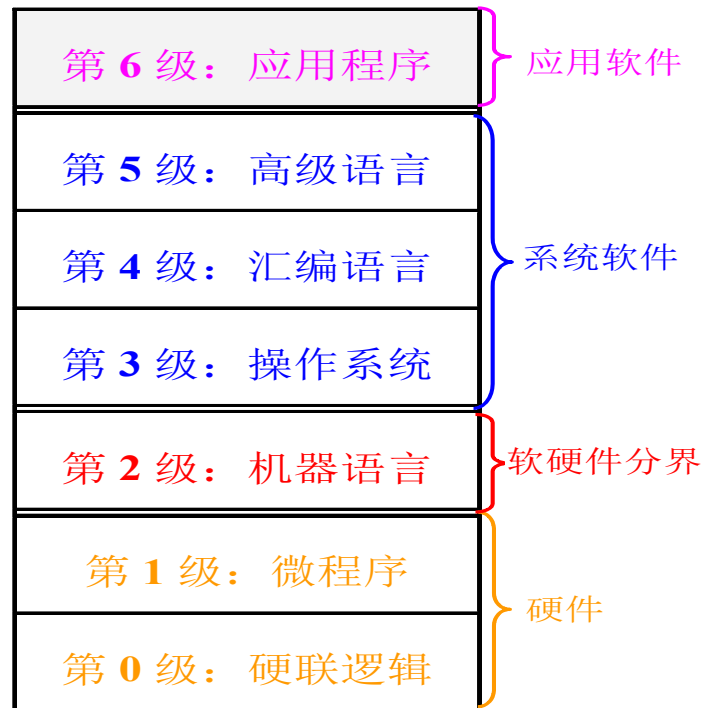 第 6 级：应用程序
应用软件
第 5 级：高级语言
第 4 级：汇编语言
系统软件
第 3 级：操作系统
第 2 级：机器语言
软硬件分界
第 1 级：微程序
硬件
第 0 级：硬联逻辑